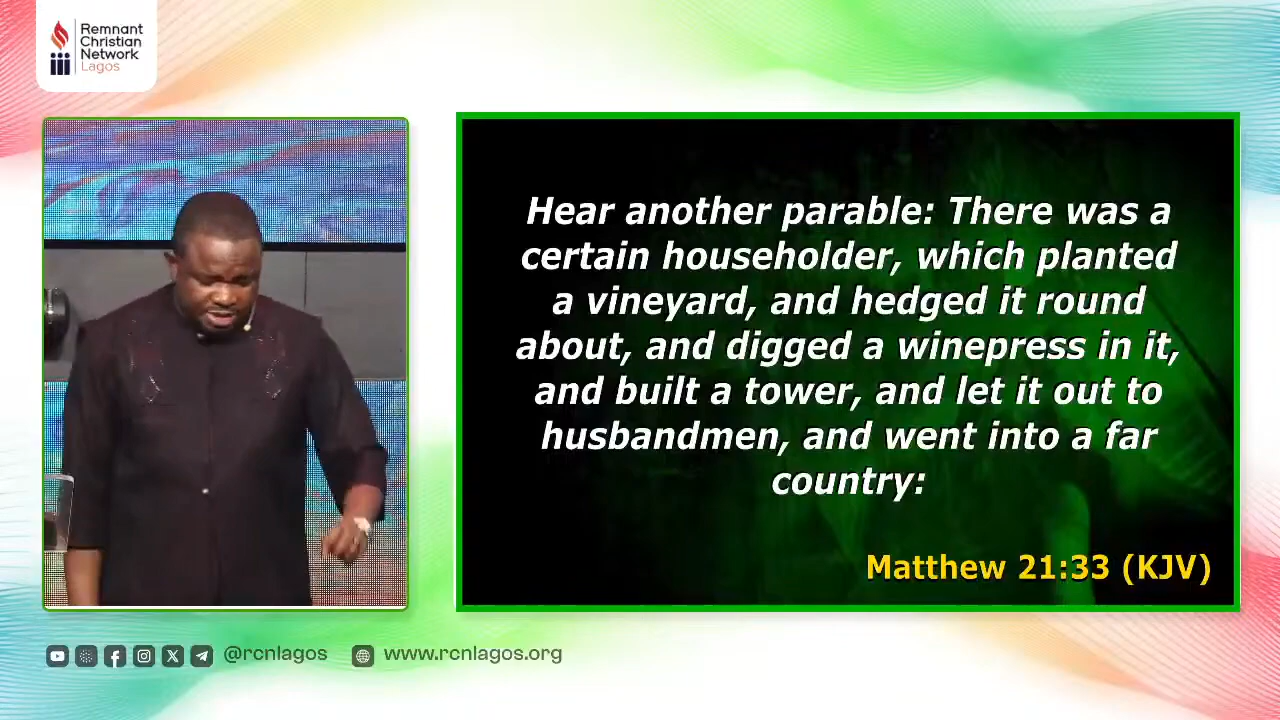 Remnant
Christian
Network
Lagos
Hear another parable: There was a
certain householder, which planted
a vineyard, and hedged it round
about, and digged a winepress in it,
and built a tower, and let it out to
husbandmen, and went into a far
country:
Matthew 21:33 (KJV)
@rcnlagos www.rcnlagos.org